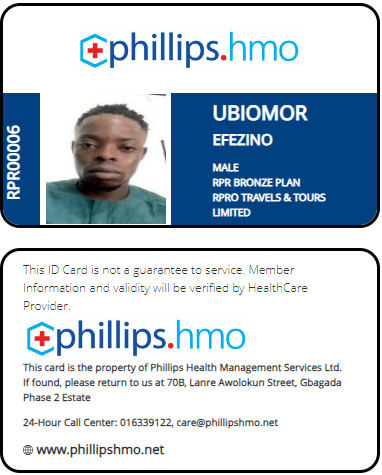 phillips.hmo
RPR00006
UBIOMOR
EFEZINO
MALE
RPR BRONZE PLAN
RPRO TRAVELS & TOURS
LIMITED
This ID Card is not a guarantee to service. Member
Information and validity will be verified by HealthCare
Provider.
phillips.hmo
This card is the property of Phillips Health Management Services Ltd.
If found, please return to us at 70B, Lanre Awolokun Street, Gbagada
Phase 2 Estate
24-Hour Call Center: 016339122, care@phillipshmo.net
www.phillipshmo.net